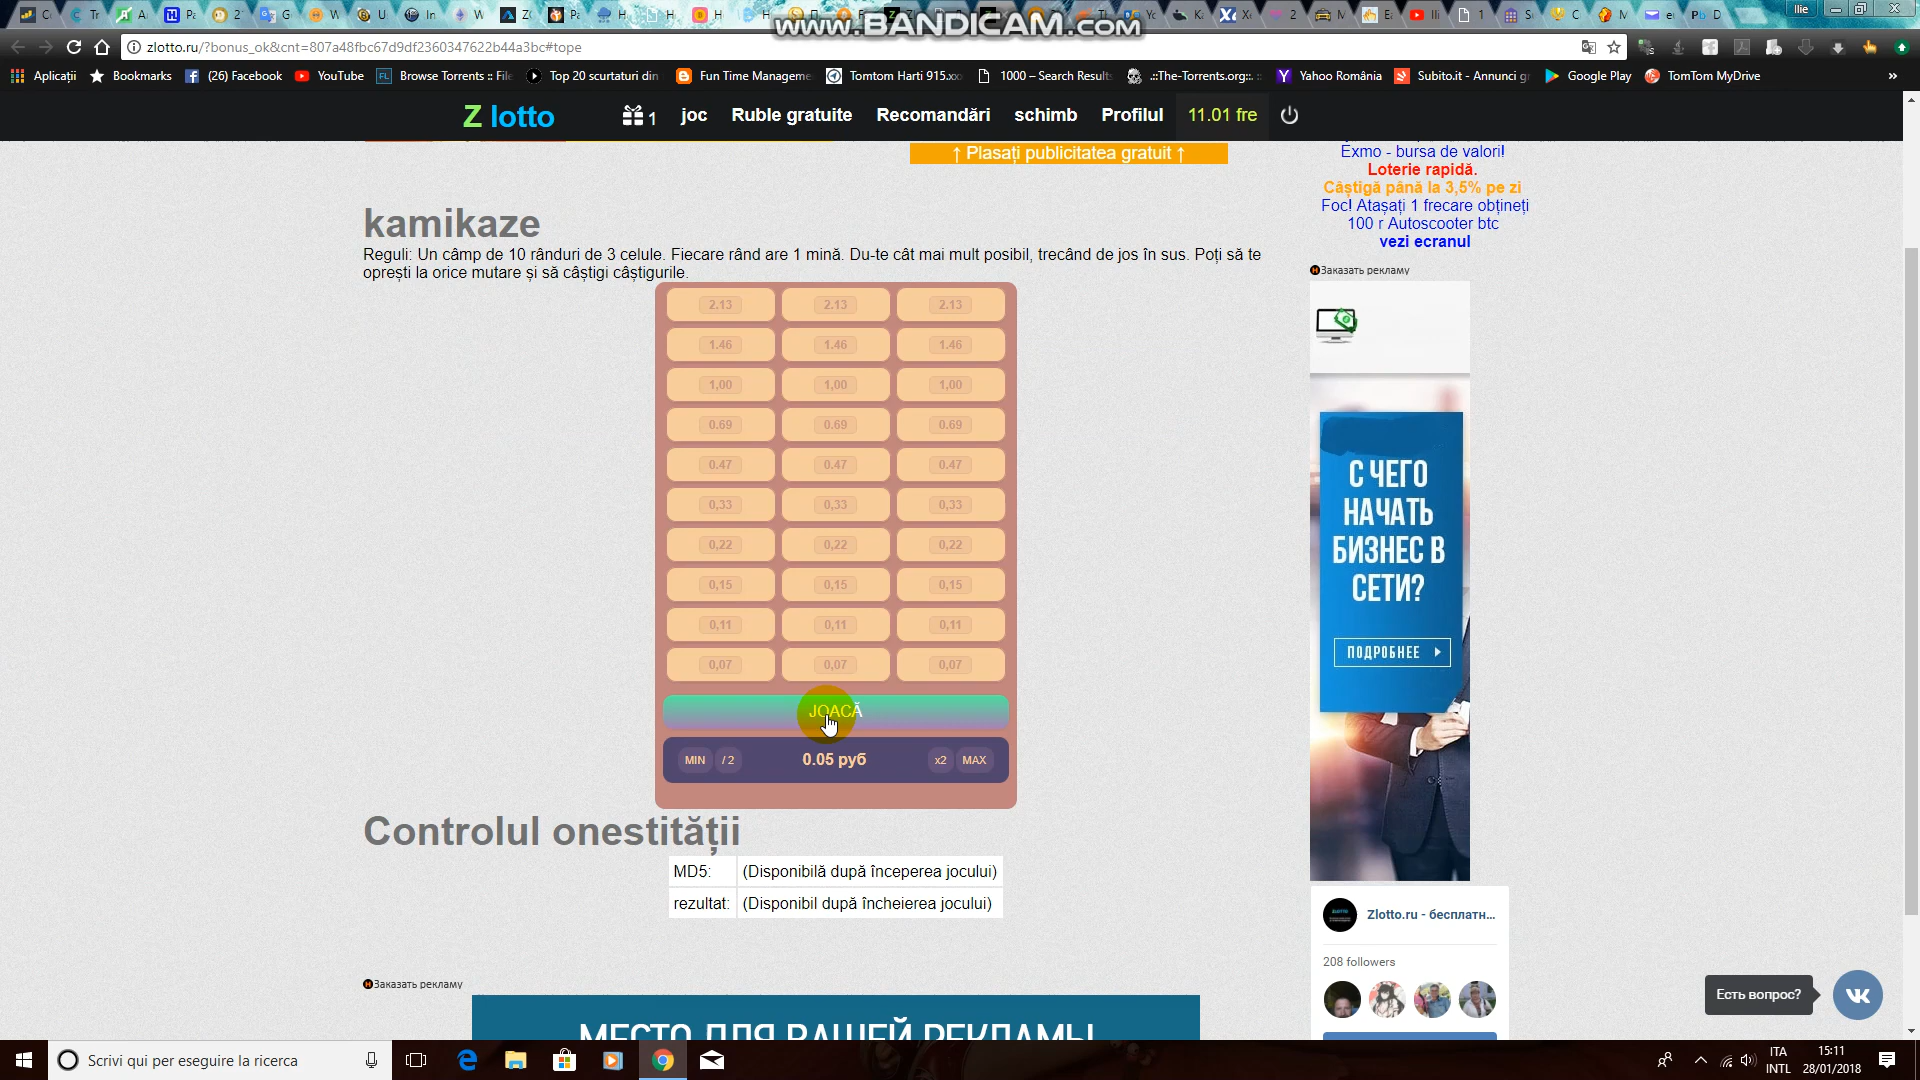 www.BANDICAM.com
Ilie
zlotto.ru/?bonus_ok&cnt=807a48fbc67d9df2360347622b44a3bc#tope
Aplicații
Bookmarks
(26) Facebook
YouTube
Browse Torrents :: File
Top 20 scurtaturi din
Fun Time Manageme
Tomtom Harti 915.xx
1000 – Search Results
.::The-Torrents.org::. :
Yahoo România
Subito.it - Annunci gr
Google Play
TomTom MyDrive
»
Z lotto
1
joc
Ruble gratuite
Recomandări
schimb
Profilul
11.01 fre
↑ Plasați publicitatea gratuit ↑
Exmo - bursa de valori!
Loterie rapidă.
Câștigă până la 3,5% pe zi
Foc! Atașați 1 frecare obțineți
100 r Autoscooter btc
vezi ecranul
Заказать рекламу
kamikaze
Reguli: Un câmp de 10 rânduri de 3 celule. Fiecare rând are 1 mină. Du-te cât mai mult posibil, trecând de jos în sus. Poți să te
oprești la orice mutare și să câștigi câștigurile.
2.13 2.13 2.13
1.46 1.46 1.46
1,00 1,00 1,00
0.69 0.69 0.69
0.47 0.47 0.47
0,33 0,33 0,33
0,22 0,22 0,22
0,15 0,15 0,15
0,11 0,11 0,11
0,07 0,07 0,07
JOACĂ
MIN / 2 0.05 руб x2 MAX
С ЧЕГО
НАЧАТЬ
БИЗНЕС В
СЕТИ?
ПОДРОБНЕЕ
Controlul onestității
MD5: (Disponibilă după începerea jocului)
rezultat: (Disponibil după încheierea jocului)
Zlotto.ru - бесплатн...
208 followers
Есть вопрос?
Заказать рекламу
МЕСТО ДЛЯ ВАШЕЙ РЕКЛАМЫ
Scrivi qui per eseguire la ricerca
ITA
INTL
15:11
28/01/2018